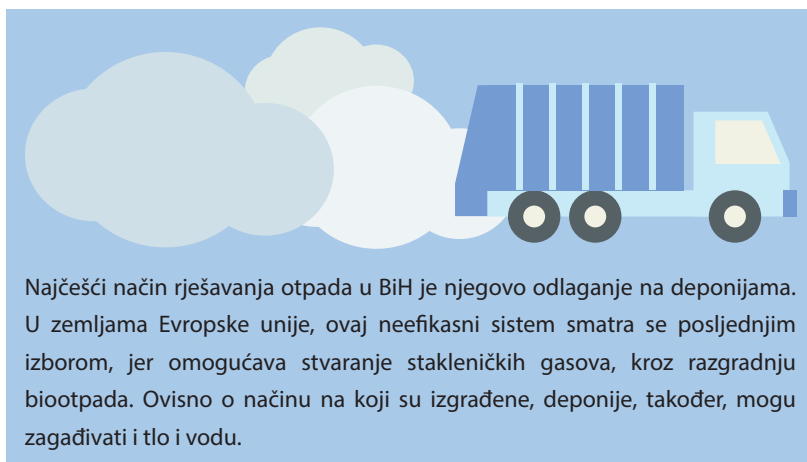 Najčešći način rješavanja otpada u BiH je njegovo odlaganje na deponijama.
U zemljama Evropske unije, ovaj neefikasni sistem smatra se posljednjim
izborom, jer omogućava stvaranje stakleničkih gasova, kroz razgradnju
biootpada. Ovisno o načinu na koji su izgrađene, deponije, također, mogu
zagađivati i tlo i vodu.